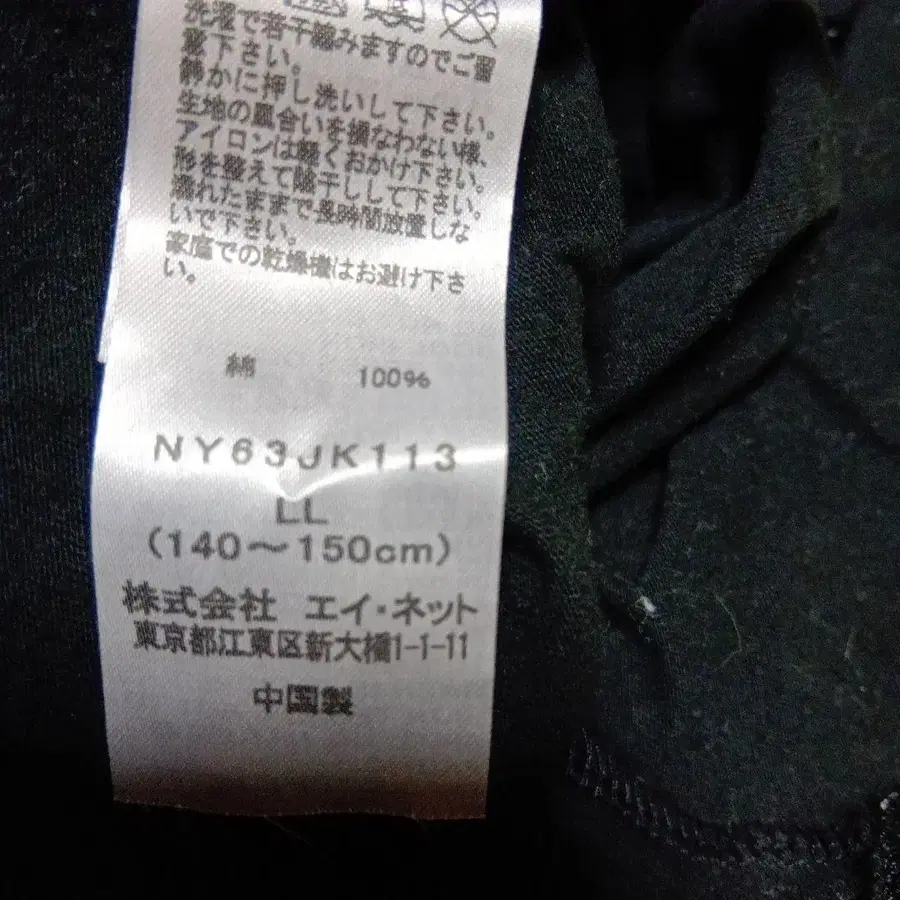 洗濯で若干縮みますのでご留
意下さい。
静かに押し洗いして下さい。
生地の風合いを損なわない様、
アイロンは軽くおかけ下さい。
形を整えて陰干しして下さい。
濡れたままで長時間放置しな
いで下さい。
家庭での乾燥機はお避け下さ
い。
綿 100%
NY63JK113
LL
(140～150cm)
株式会社 エイ・ネット
東京都江東区新大橋1-1-11
中国製